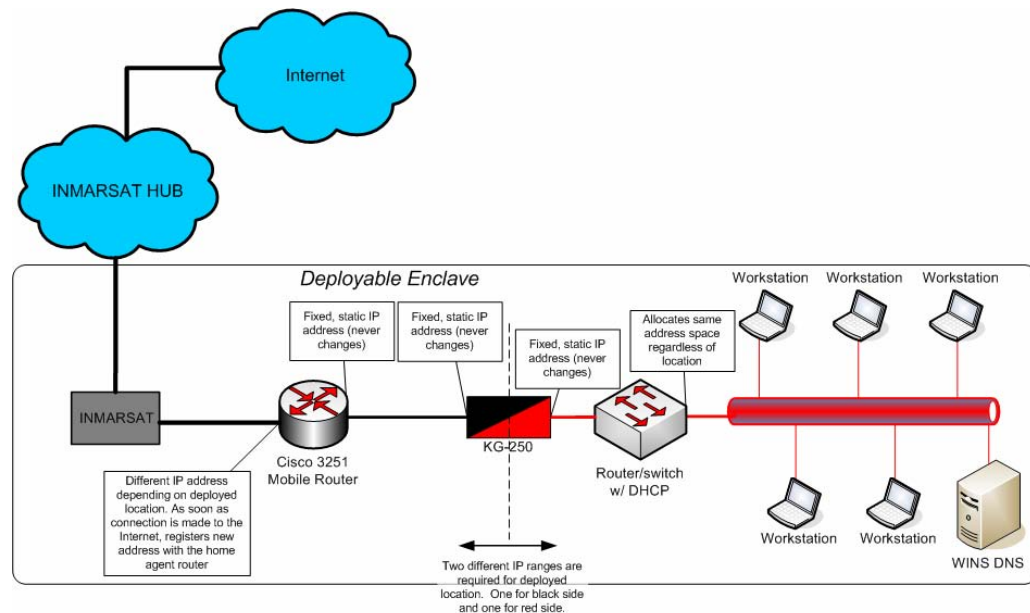 Internet
INMARSAT HUB
Deployable Enclave
Workstation
Workstation
Workstation
Fixed, static IP
address (never
changes)
Fixed, static IP
address (never
changes)
Fixed, static IP
address (never
changes)
Allocates same
address space
regardless of
location
INMARSAT
Cisco 3251
Mobile Router
KG-250
Router/switch
w/ DHCP
Different IP address
depending on deployed
location. As soon as
connection is made to the
Internet, registers new
address with the home
agent router
Workstation
Workstation
WINS DNS
Two different IP ranges are
required for deployed
location. One for black side
and one for red side.